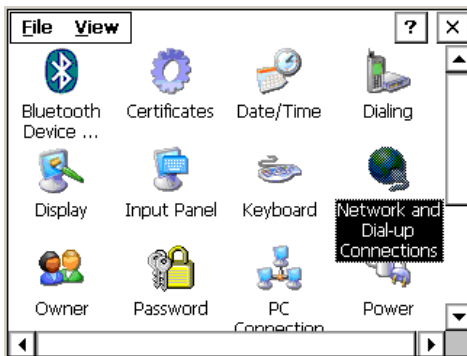 File View ? ×
Bluetooth Device ...
Certificates
Date/Time
Dialing
Display
Input Panel
Keyboard
Network and
Dial-up
Connections
Owner
Password
PC
Connection
Power